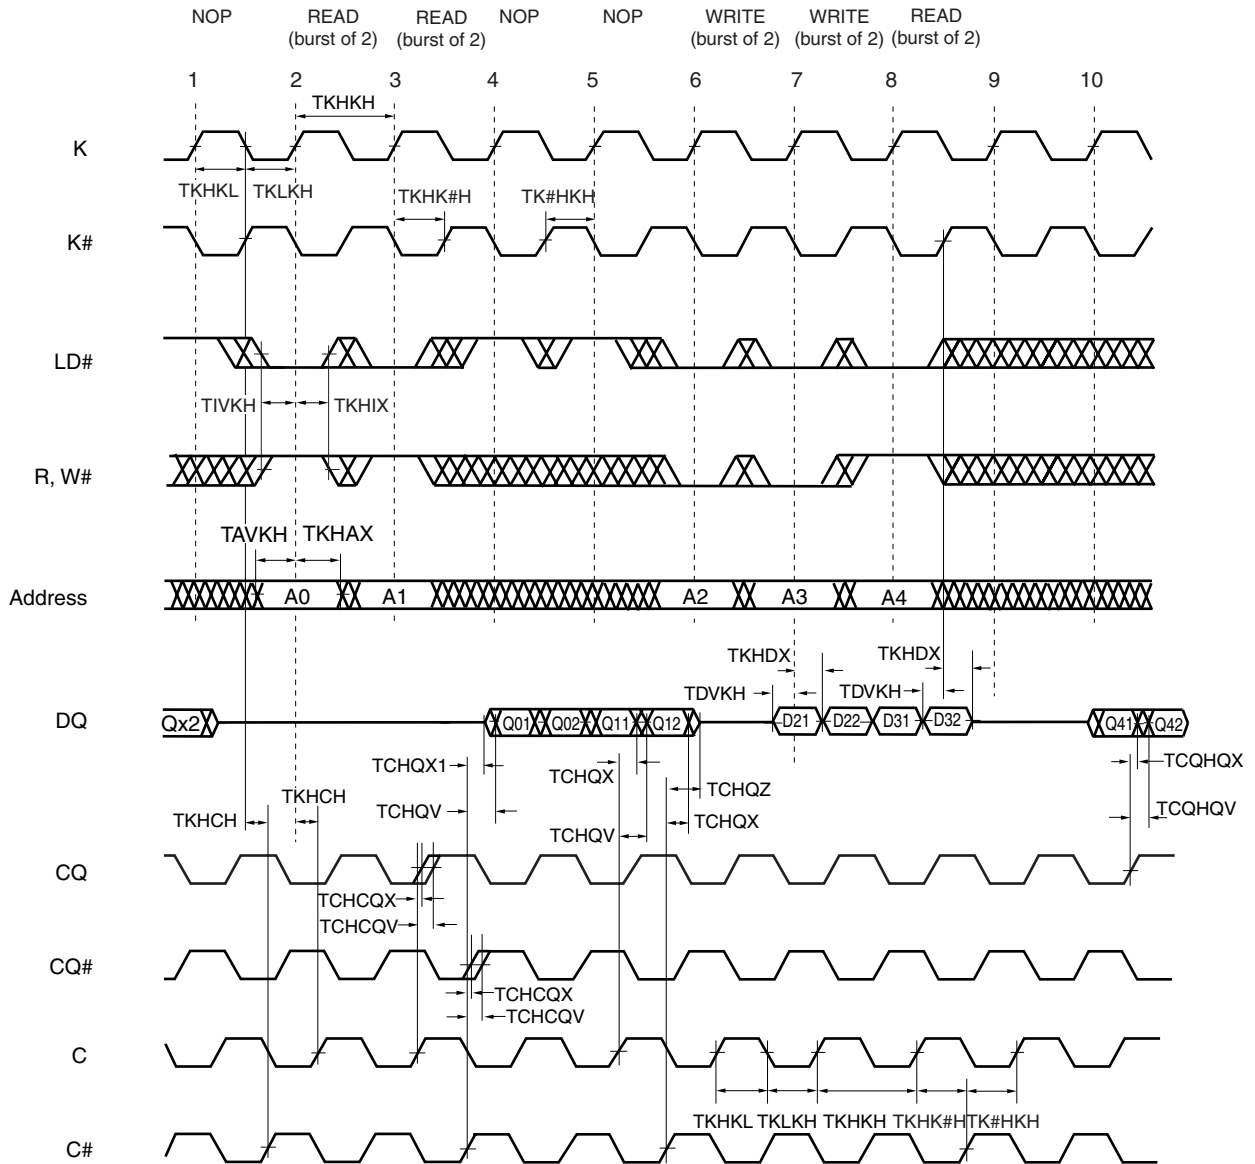 NOP READ READ NOP NOP WRITE WRITE READ
(burst of 2) (burst of 2) (burst of 2) (burst of 2) (burst of 2)
1 2 3 4 5 6 7 8 9 10
TKHKH
K
TKHKL TKLKH TKHK#H TK#HKH
K#
LD#
TIVKH TKHIX
R, W#
TAVKH TKHAX
Address A0 A1 A2 A3 A4
TKHDX TKHDX
TDVKH TDVKH
DQ Qx2 Q01 Q02 Q11 Q12 D21 D22 D31 D32 Q41 Q42
TCHQX1 TCHQX TCHQZ TCQHQX
TKHCH TKHCH TCHQV TCHQV TCHQX TCQHQV
CQ
TCHCQX
TCHCQV
CQ#
TCHCQX
TCHCQV
C
TKHKL TKLKH TKHKH TKHK#H TK#HKH
C#